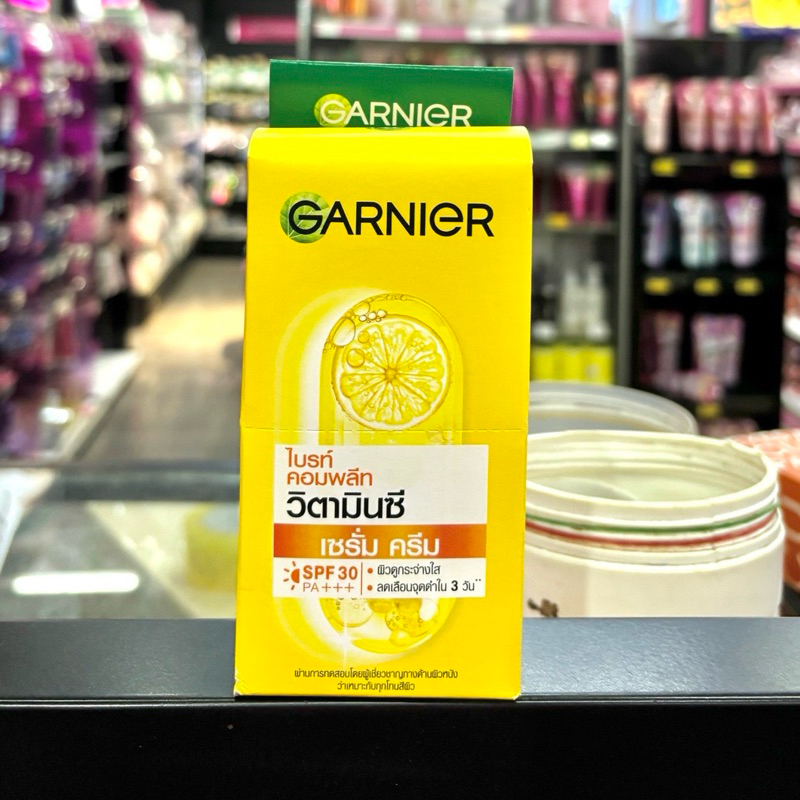 GARNIER
GARNIER
ไบรท์
คอมพลีท
วิตามินซี
เซรั่ม ครีม
SPF 30
PA+++
• ผิวดูกระจ่างใส
• ลดเลือนจุดดำใน 3 วัน**
ผ่านการทดสอบโดยผู้เชี่ยวชาญทางด้านผิวหนัง
ว่าเหมาะกับทุกโทนสีผิว